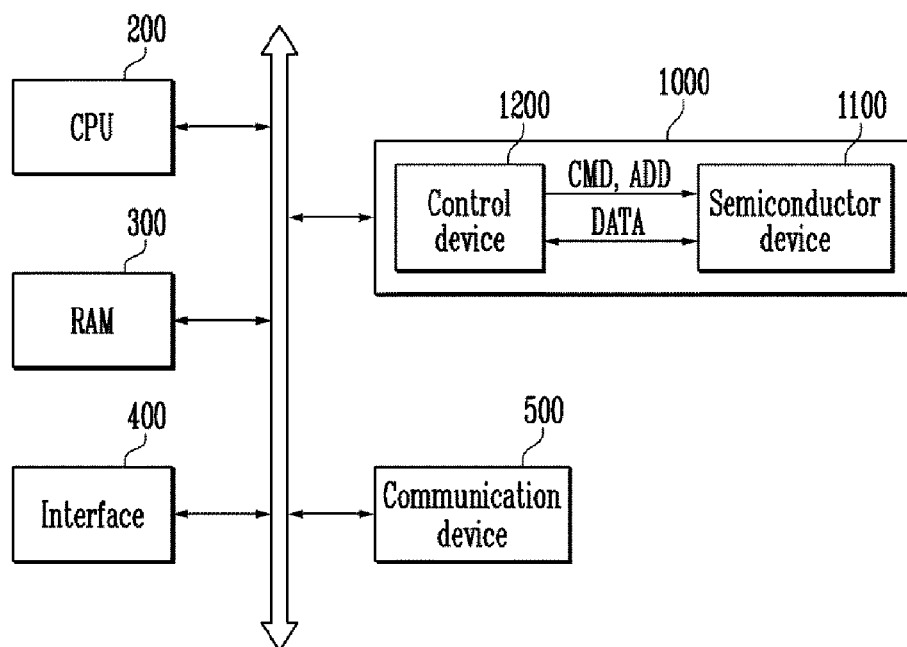 200
CPU
1000
1200
1100
Control
device
CMD, ADD
DATA
Semiconductor
device
300
RAM
400
Interface
500
Communication
device